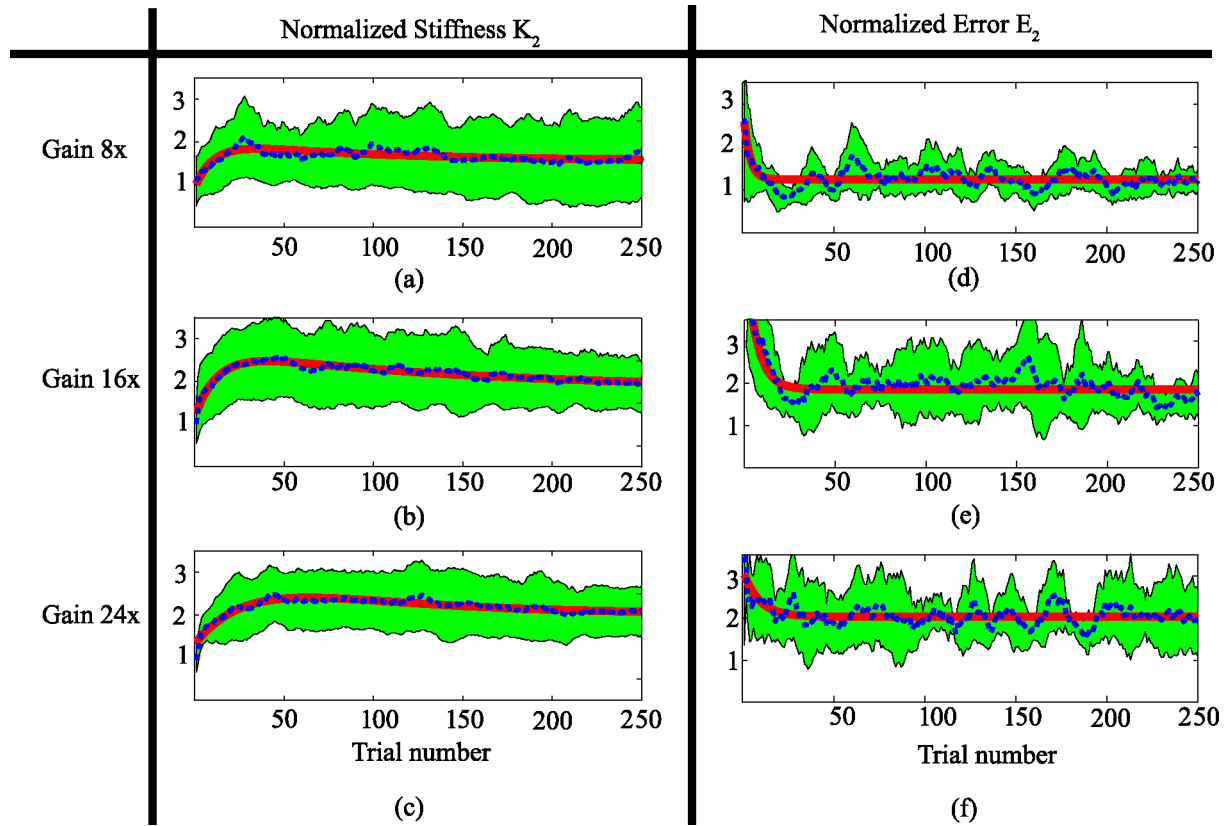 Normalized Stiffness K2
Normalized Error E2
Gain 8x
3
2
1
50 100 150 200 250
(a)
3
2
1
50 100 150 200 250
(d)
Gain 16x
3
2
1
50 100 150 200 250
(b)
3
2
1
50 100 150 200 250
(e)
Gain 24x
3
2
1
50 100 150 200 250
Trial number
(c)
3
2
1
50 100 150 200 250
Trial number
(f)